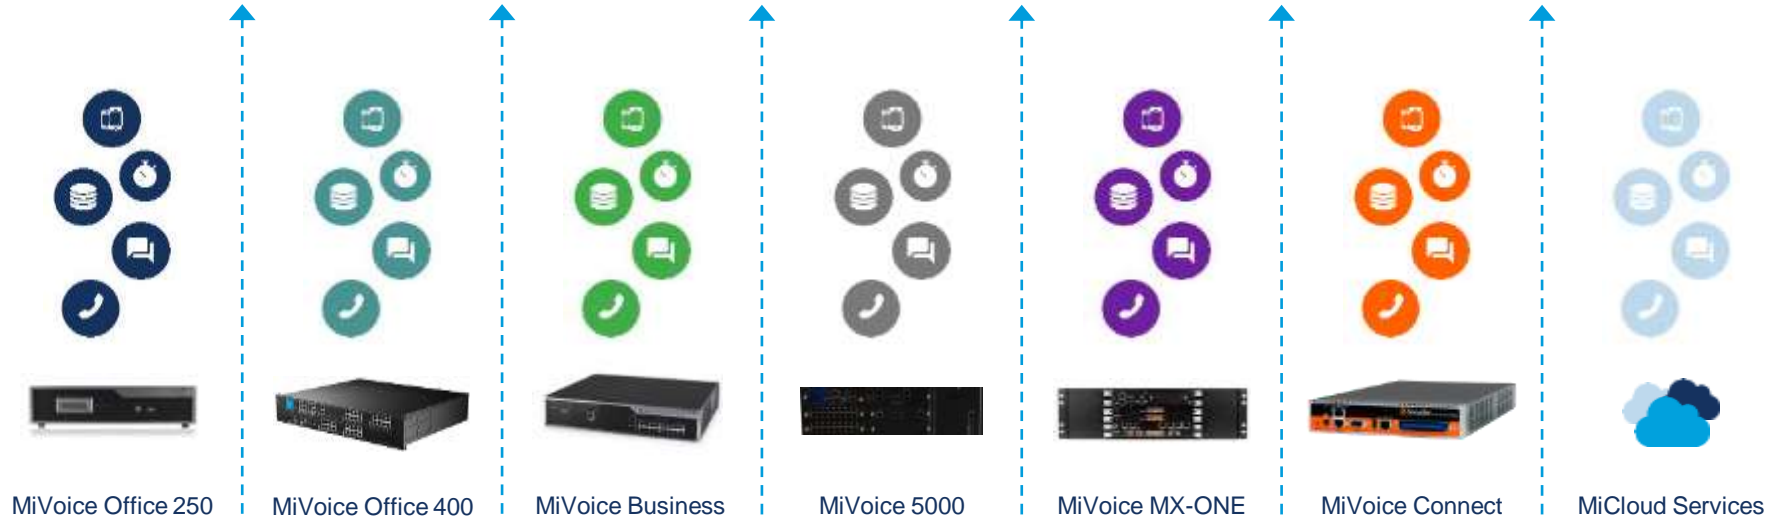 MiVoice Office 250
MiVoice Office 400
MiVoice Business
MiVoice 5000
MiVoice MX-ONE
MiVoice Connect
MiCloud Services